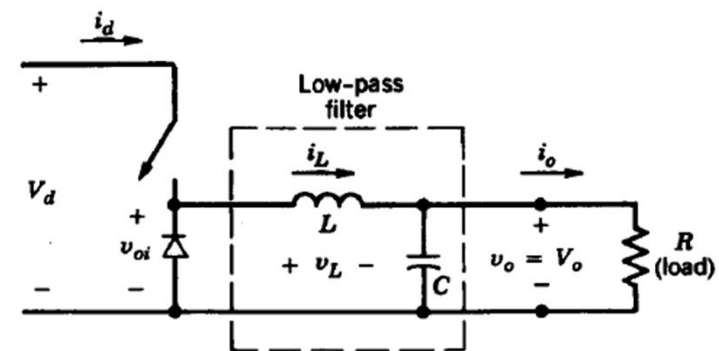 i_d
+
Low-pass
filter
i_L
i_o
V_d
+
v_oi
−
L
+ v_L −
C
+
v_o = V_o
−
R
(load)
−